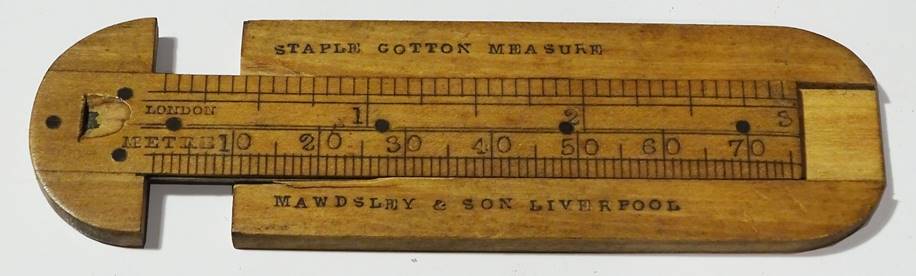 STAPLE COTTON MEASURE
LONDON 1 2 3
METRE 10 20 30 40 50 60 70
MAWDSLEY & SON LIVERPOOL